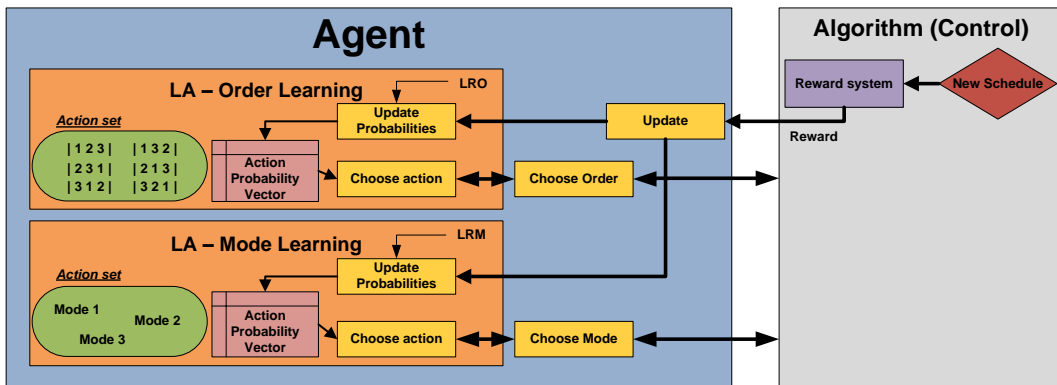 Agent
Algorithm (Control)
LA – Order Learning
LRO
Action set
| 1 2 3 | | 1 3 2 |
| 2 3 1 | | 2 1 3 |
| 3 1 2 | | 3 2 1 |
Update
Probabilities
Action
Probability
Vector
Choose action
Choose Order
Update
Reward system
New Schedule
Reward
LA – Mode Learning
LRM
Action set
Mode 1
Mode 2
Mode 3
Update
Probabilities
Action
Probability
Vector
Choose action
Choose Mode